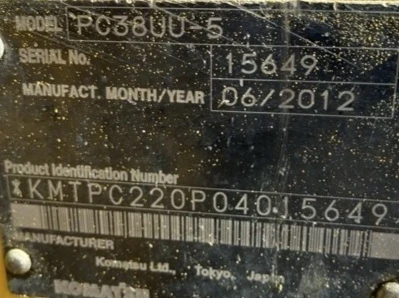 MODEL PC38UU-5
SERIAL No. 15649
MANUFACT. MONTH/YEAR 06/2012
Product Identification Number
*KMTPC220P04015649
MANUFACTURER
Komatsu Ltd., Tokyo, Japan
KOMATSU